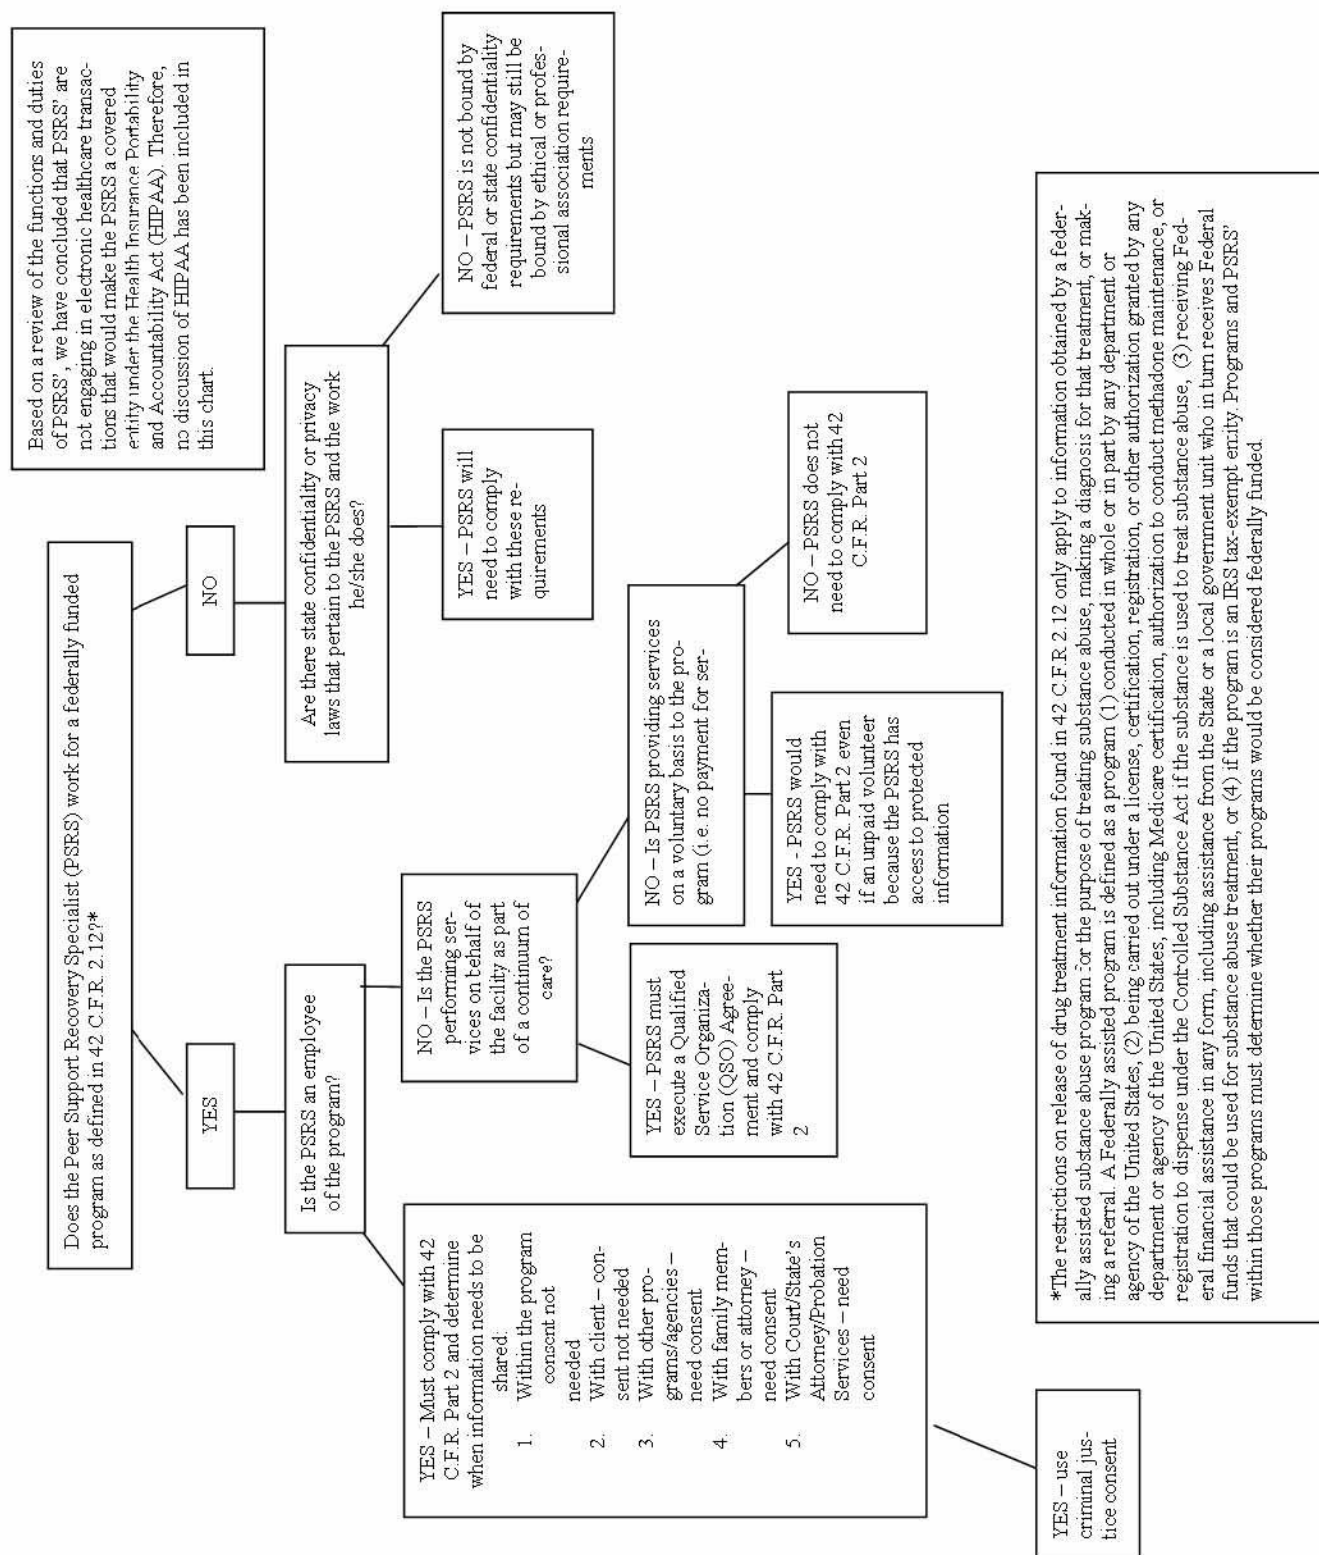 Based on a review of the functions and duties
of PSRS', we have concluded that PSRS' are
not engaging in electronic healthcare transac-
tions that would make the PSRS a covered
entity under the Health Insurance Portability
and Accountability Act (HIPAA). Therefore,
no discussion of HIPAA has been included in
this chart.
Does the Peer Support Recovery Specialist (PSRS) work for a federally funded
program as defined in 42 C.F.R. 2.12?*
YES
NO
Is the PSRS an employee
of the program?
Are there state confidentiality or privacy
laws that pertain to the PSRS and the work
he/she does?
YES – Must comply with 42
C.F.R. Part 2 and determine
when information needs to be
shared:
1. Within the program
consent not
needed
2. With client – con-
sent not needed
3. With other pro-
grams/agencies –
need consent
4. With family mem-
bers or attorney –
need consent
5. With Court/State's
Attorney/Probation
Services – need
consent
NO – Is the PSRS
performing ser-
vices on behalf of
the facility as part
of a continuum of
care?
YES – PSRS will
need to comply
with these re-
quirements
NO – PSRS is not bound by
federal or state confidentiality
requirements but may still be
bound by ethical or profes-
sional association require-
ments
YES – PSRS must
execute a Qualified
Service Organiza-
tion (QSO) Agree-
ment and comply
with 42 C.F.R. Part
2
NO – Is PSRS providing services
on a voluntary basis to the pro-
gram (i.e. no payment for ser-
YES - PSRS would
need to comply with
42 C.F.R. Part 2 even
if an unpaid volunteer
because the PSRS has
access to protected
information
NO – PSRS does not
need to comply with 42
C.F.R. Part 2
YES – use
criminal jus-
tice consent
*The restrictions on release of drug treatment information found in 42 C.F.R 2.12 only apply to information obtained by a feder-
ally assisted substance abuse program for the purpose of treating substance abuse, making a diagnosis for that treatment, or mak-
ing a referral. A Federally assisted program is defined as a program (1) conducted in whole or in part by any department or
agency of the United States, (2) being carried out under a license, certification, registration, or other authorization granted by any
department or agency of the United States, including Medicare certification, authorization to conduct methadone maintenance, or
registration to dispense under the Controlled Substance Act if the substance is used to treat substance abuse, (3) receiving Fed-
eral financial assistance in any form, including assistance from the State or a local government unit who in turn receives Federal
funds that could be used for substance abuse treatment, or (4) if the program is an IRS tax-exempt entity. Programs and PSRS'
within those programs must determine whether their programs would be considered federally funded.